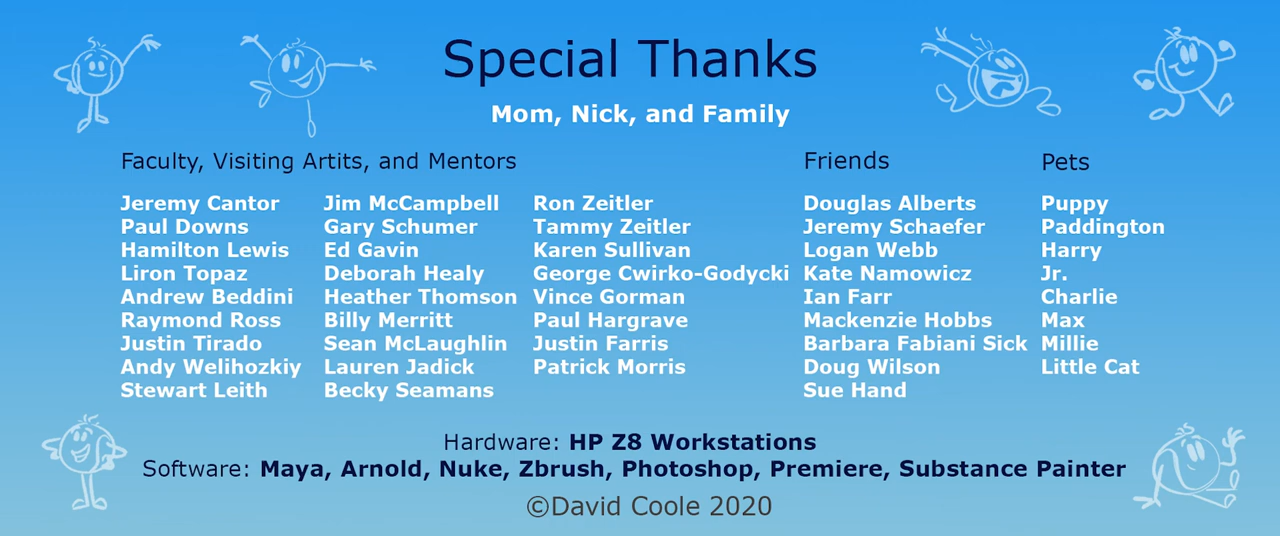 Special Thanks
Mom, Nick, and Family
Faculty, Visiting Artits, and Mentors
Jeremy Cantor
Paul Downs
Hamilton Lewis
Liron Topaz
Andrew Beddini
Raymond Ross
Justin Tirado
Andy Welihozkiy
Stewart Leith
Jim McCampbell
Gary Schumer
Ed Gavin
Deborah Healy
Heather Thomson
Billy Merritt
Sean McLaughlin
Lauren Jadick
Becky Seamans
Ron Zeitler
Tammy Zeitler
Karen Sullivan
George Cwirko-Godycki
Vince Gorman
Paul Hargrave
Justin Farris
Patrick Morris
Friends
Douglas Alberts
Jeremy Schaefer
Logan Webb
Kate Namowicz
Ian Farr
Mackenzie Hobbs
Barbara Fabiani Sick
Doug Wilson
Sue Hand
Pets
Puppy
Paddington
Harry
Jr.
Charlie
Max
Millie
Little Cat
Hardware: HP Z8 Workstations
Software: Maya, Arnold, Nuke, Zbrush, Photoshop, Premiere, Substance Painter
©David Coole 2020